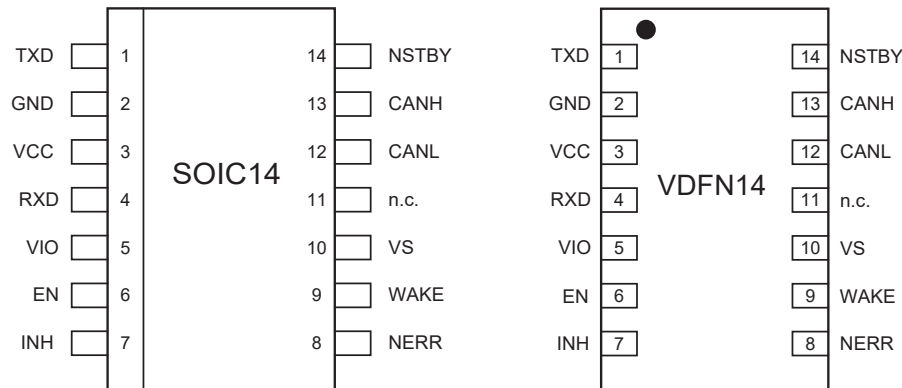 TXD 1 14 NSTBY
GND 2 13 CANH
VCC 3 12 CANL
SOIC14
RXD 4 11 n.c.
VIO 5 10 VS
EN 6 9 WAKE
INH 7 8 NERR
TXD 1 14 NSTBY
GND 2 13 CANH
VCC 3 12 CANL
VDFN14
RXD 4 11 n.c.
VIO 5 10 VS
EN 6 9 WAKE
INH 7 8 NERR